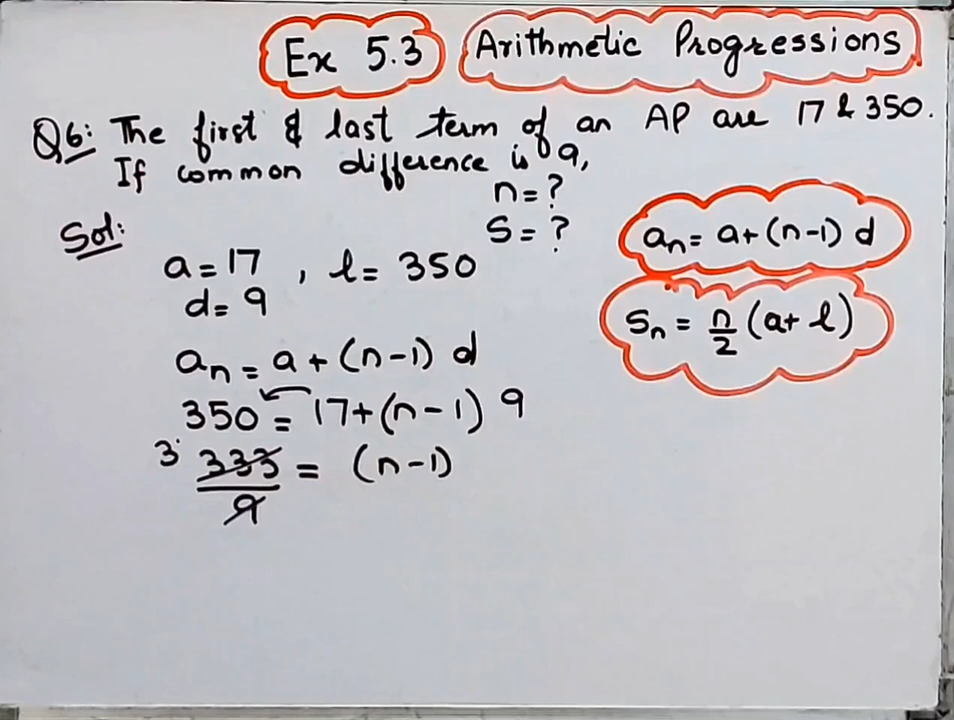 Ex 5.3 Arithmetic Progressions
Q6: The first & last term of an AP are 17 & 350.
If common difference is 9,
n = ?
S = ?
Sol:
a = 17 , l = 350
d = 9
aₙ = a + (n-1) d
Sₙ = n/2 (a + l)
aₙ = a + (n-1) d
350 = 17 + (n-1) 9
3 333/9 = (n-1)